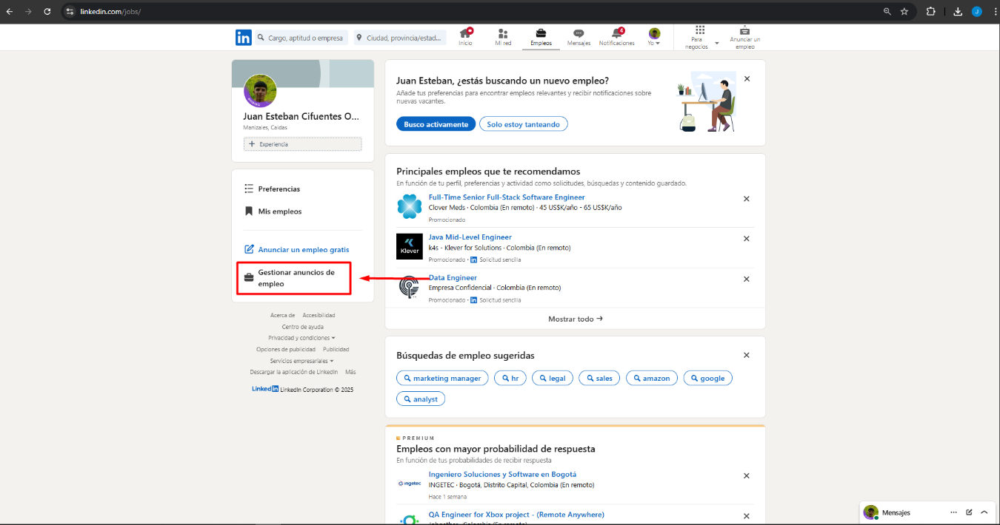 linkedin.com/jobs/
J
in
Cargo, aptitud o empresa
Ciudad, provincia/estad...
Inicio
Mi red
Empleos
Mensajes
4
Notificaciones
Yo
Para
negocios
Anunciar un
empleo
Juan Esteban Cifuentes O...
Manizales, Caldas
+ Experiencia
Preferencias
Mis empleos
Anunciar un empleo gratis
Gestionar anuncios de
empleo
Acerca de Accesibilidad
Centro de ayuda
Privacidad y condiciones
Opciones de publicidad Publicidad
Servicios empresariales
Descargar la aplicación de LinkedIn Más
Linkedin LinkedIn Corporation © 2025
Juan Esteban, ¿estás buscando un nuevo empleo?
Añade tus preferencias para encontrar empleos relevantes y recibir notificaciones sobre
nuevas vacantes.
Busco activamente
Solo estoy tanteando
Principales empleos que te recomendamos
En función de tu perfil, preferencias y actividad como solicitudes, búsquedas y contenido guardado.
Full-Time Senior Full-Stack Software Engineer
Clover Meds · Colombia (En remoto) · 45 US$K/año - 65 US$K/año
Promocionado
Klever
Java Mid-Level Engineer
k4s - Klever for Solutions · Colombia (En remoto)
Promocionado · in Solicitud sencilla
Data Engineer
Empresa Confidencial · Colombia (En remoto)
Promocionado · in Solicitud sencilla
Mostrar todo →
Búsquedas de empleo sugeridas
marketing manager
hr
legal
sales
amazon
google
analyst
PREMIUM
Empleos con mayor probabilidad de respuesta
En función de tus probabilidades de recibir respuesta
INGETEC
Ingeniero Soluciones y Software en Bogotá
INGETEC · Bogotá, Distrito Capital, Colombia (En remoto)
Hace 1 semana
QA Engineer for Xbox project - (Remote Anywhere)
Mensajes